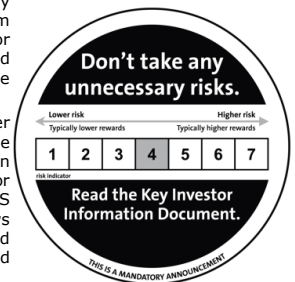 Don't take any
unnecessary risks.
Lower risk Higher risk
Typically lower rewards Typically higher rewards
1 2 3 4 5 6 7
risk indicator
Read the Key Investor
Information Document.
THIS IS A MANDATORY ANNOUNCEMENT